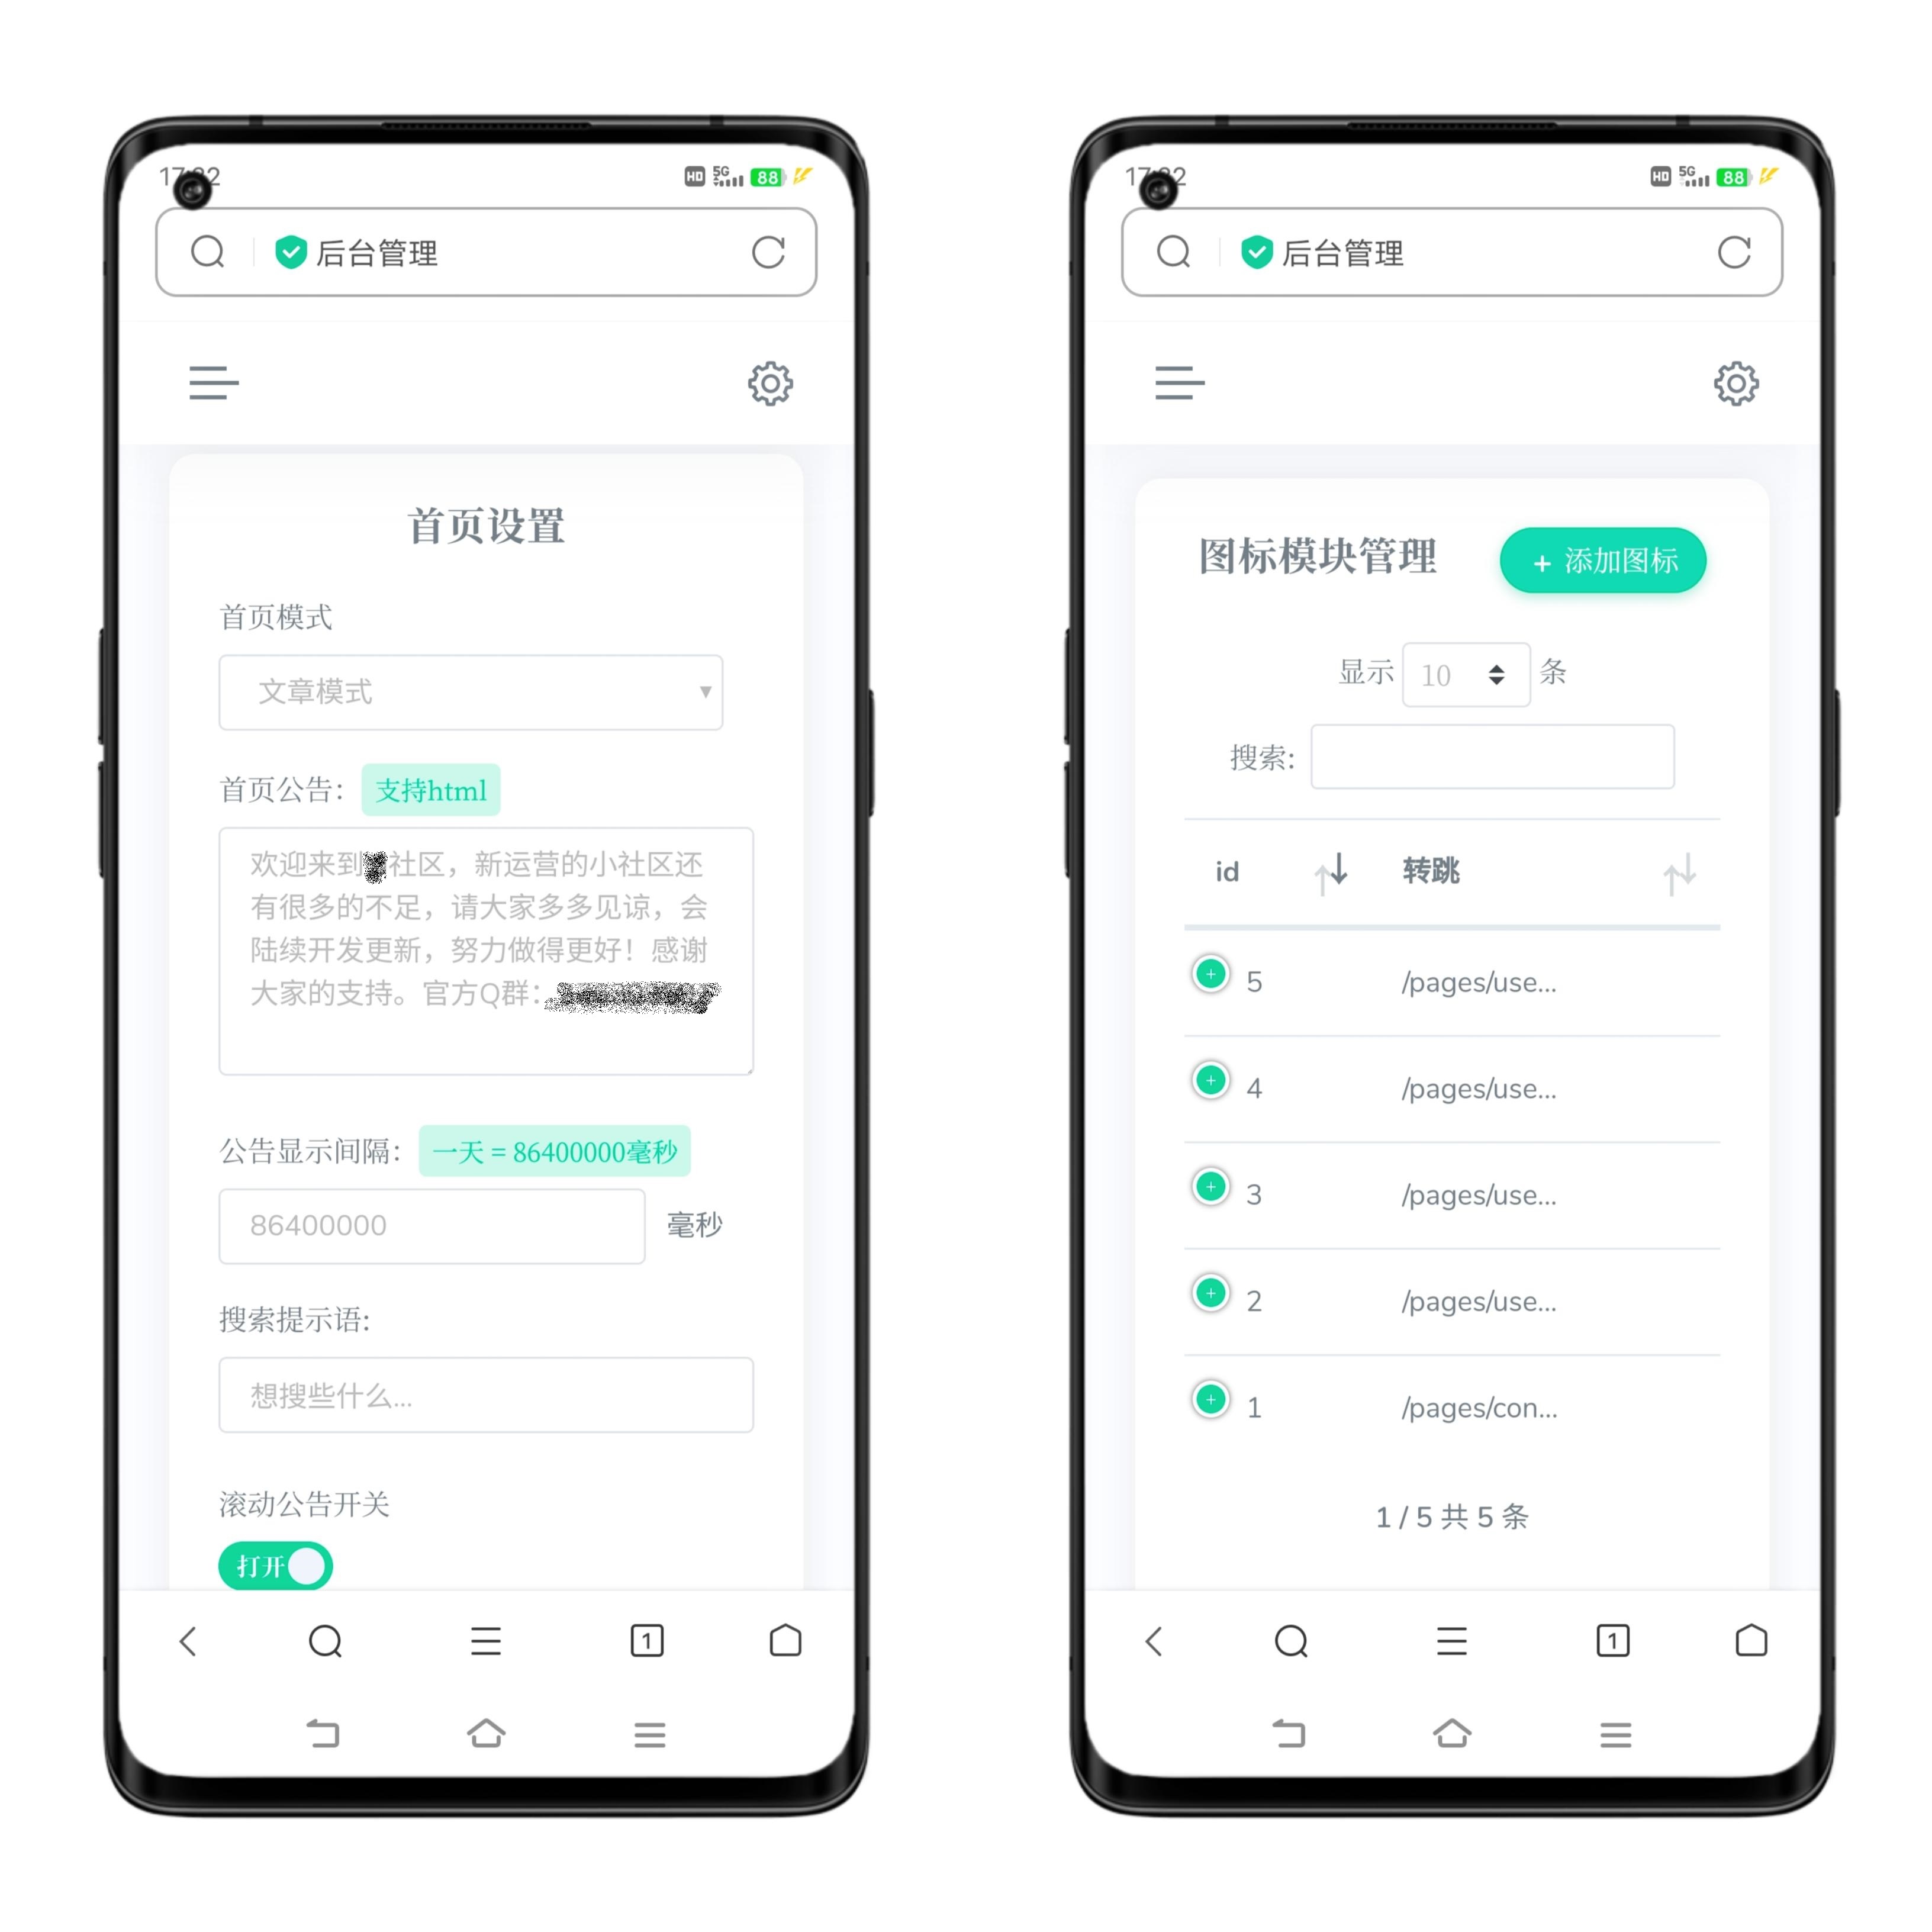 HD 5G 88
后台管理
首页设置
首页模式
文章模式
首页公告： 支持html
欢迎来到 社区，新运营的小社区还
有很多的不足，请大家多多见谅，会
陆续开发更新，努力做得更好！感谢
大家的支持。官方Q群：
公告显示间隔： 一天 = 86400000毫秒
86400000 毫秒
搜索提示语:
想搜些什么...
滚动公告开关
打开
1
HD 5G 88
后台管理
图标模块管理 + 添加图标
显示 10 条
搜索:
id 转跳
5 /pages/use...
4 /pages/use...
3 /pages/use...
2 /pages/use...
1 /pages/con...
1 / 5 共 5 条
1